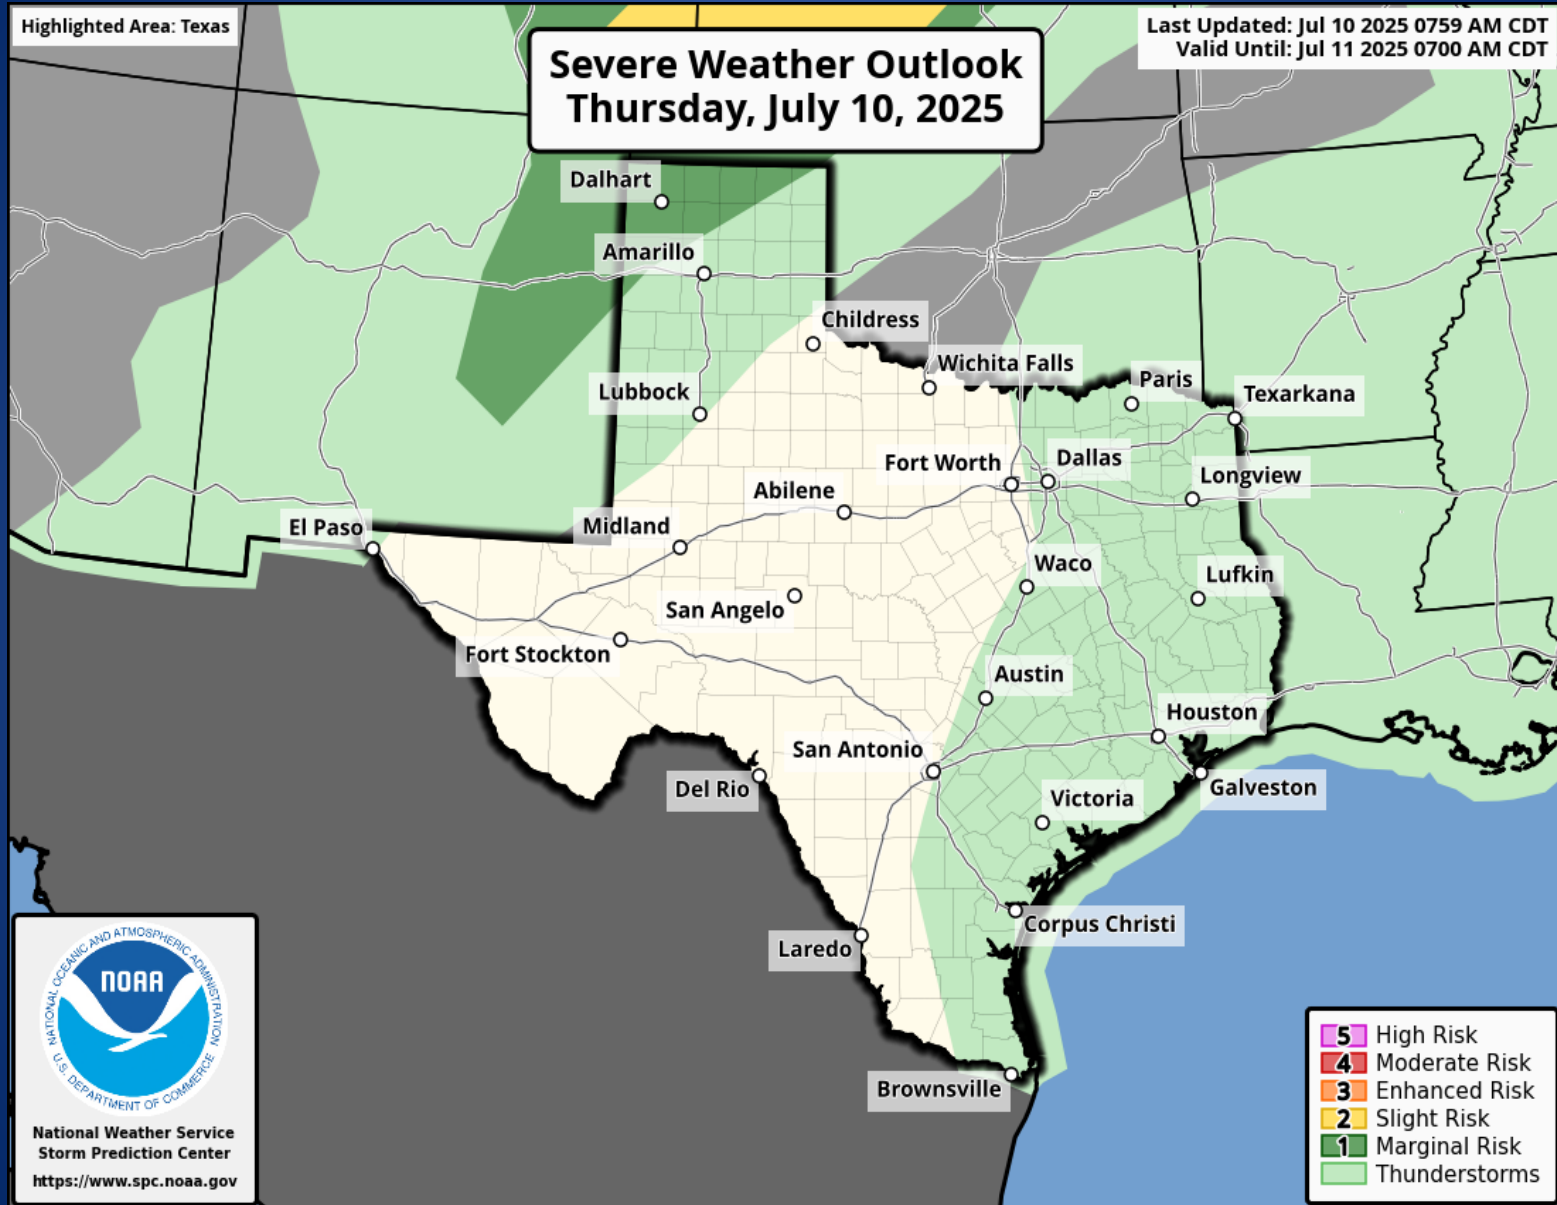 Highlighted Area: Texas
Last Updated: Jul 10 2025 0759 AM CDT
Valid Until: Jul 11 2025 0700 AM CDT
Severe Weather Outlook
Thursday, July 10, 2025
Dalhart
Amarillo
Childress
Wichita Falls
Paris
Texarkana
Lubbock
Fort Worth
Dallas
Longview
Abilene
El Paso
Midland
Waco
Lufkin
San Angelo
Fort Stockton
Austin
Houston
San Antonio
Del Rio
Galveston
Victoria
Corpus Christi
Laredo
Brownsville
NATIONAL OCEANIC AND ATMOSPHERIC ADMINISTRATION
NOAA
U.S. DEPARTMENT OF COMMERCE
National Weather Service
Storm Prediction Center
https://www.spc.noaa.gov
5 High Risk
4 Moderate Risk
3 Enhanced Risk
2 Slight Risk
1 Marginal Risk
Thunderstorms